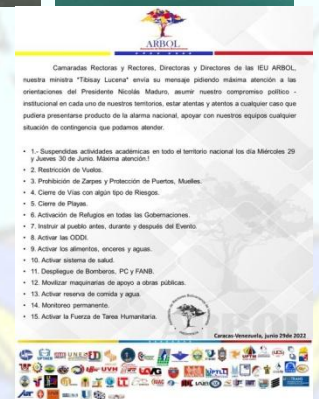 ARBOL
Camaradas Rectoras y Rectores, Directoras y Directores de las IEU ARBOL,
nuestra ministra "Tibisay Lucena" envía su mensaje pidiendo máxima atención a las
orientaciones del Presidente Nicolás Maduro, asumir nuestro compromiso político -
institucional en cada uno de nuestros territorios, estar atentas y atentos a cualquier caso que
pudiera presentarse producto de la alarma nacional, apoyar con nuestros equipos cualquier
situación de contingencia que podamos atender.
• 1.- Suspendidas actividades académicas en todo el territorio nacional los día Miércoles 29
y Jueves 30 de Junio. Máxima atención.!
• 2. Restricción de Vuelos.
• 3. Prohibición de Zarpes y Protección de Puertos, Muelles.
• 4. Cierre de Vías con algún tipo de Riesgos.
• 5. Cierre de Playas.
• 6. Activación de Refugios en todas las Gobernaciones.
• 7. Instruir al pueblo antes, durante y después del Evento.
• 8. Activar las ODDI.
• 9. Activar los alimentos, enceres y aguas.
• 10. Activar sistema de salud.
• 11. Despliegue de Bomberos, PC y FANB.
• 12. Movilizar maquinarias de apoyo a obras públicas.
• 13. Activar reserva de comida y agua.
• 14. Monitoreo permanente.
• 15. Activar la Fuerza de Tarea Humanitaria.
Caracas-Venezuela, junio 29de 2022